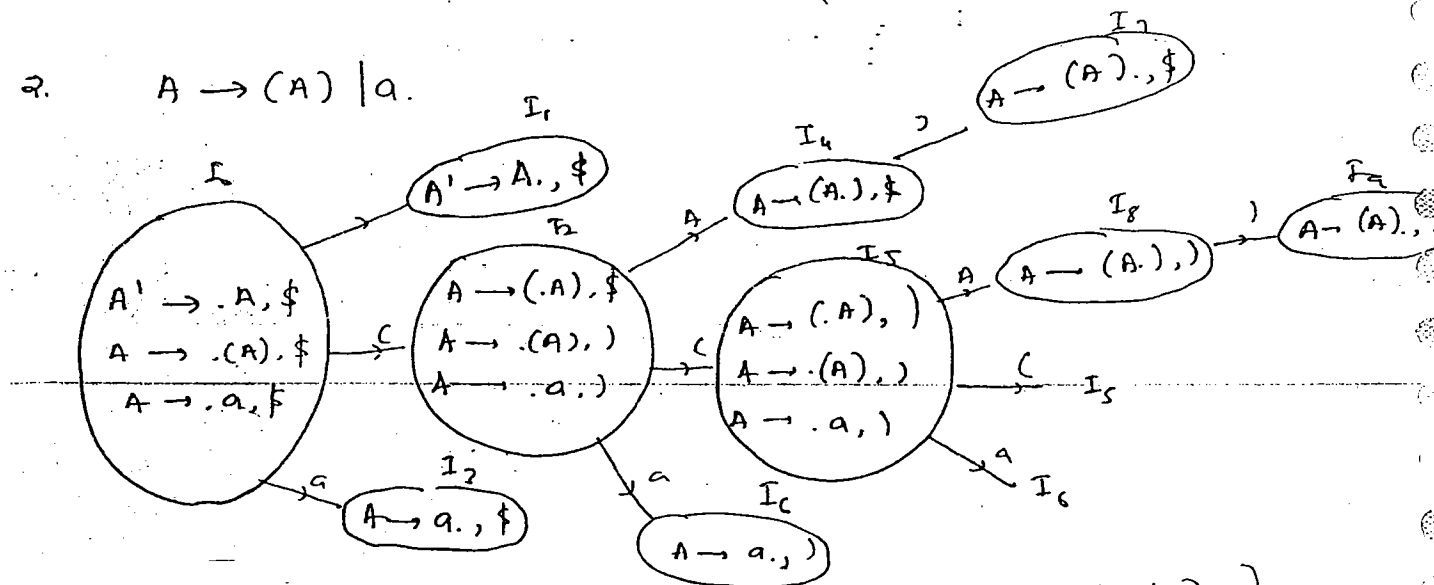 2. A → (A) | a.
I₀
A' → .A, $
A → .(A), $
A → .a, $
I₁
A' → A., $
(
I₂
A → (.A), $
A → .(A), )
A → .a, )
a
I₃
A → a., $
A
I₄
A → (A.), $
)
I₇
A → (A)., $
(
I₅
A → (.A), )
A → .(A), )
A → .a, )
a
I₆
A → a., )
A
I₈
A → (A.), )
)
I₉
A → (A).,
( I₅
a I₆